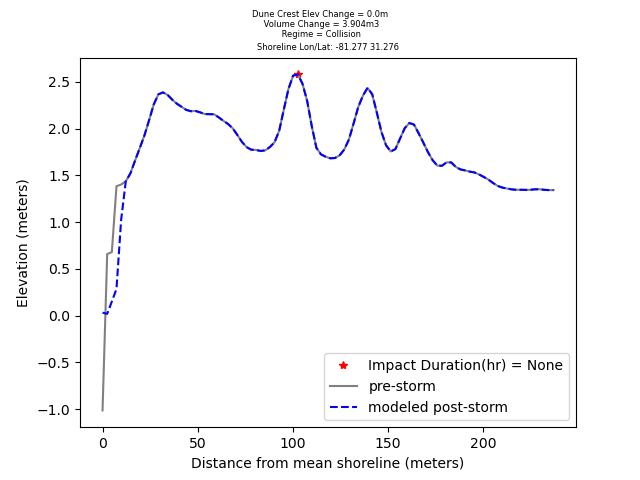 Dune Crest Elev Change = 0.0m
Volume Change = 3.904m3
Regime = Collision
Shoreline Lon/Lat: -81.277 31.276
2.5
2.0
1.5
1.0
0.5
0.0
−0.5
−1.0
Elevation (meters)
Impact Duration(hr) = None
pre-storm
modeled post-storm
0
50
100
150
200
Distance from mean shoreline (meters)